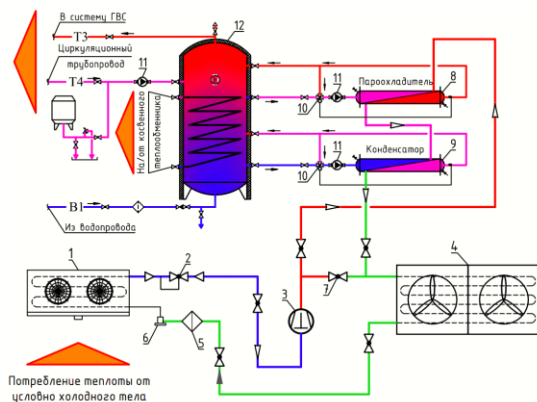 В систему ГВС
Т3
12
Циркуляционный
трубопровод
11
Т4
На/от косвенного
теплообменника
11
Пароохладитель
8
10
11
Конденсатор
9
10
В1
Из водопровода
1
2
3
7
4
6
5
Потребление теплоты от
условно холодного тела